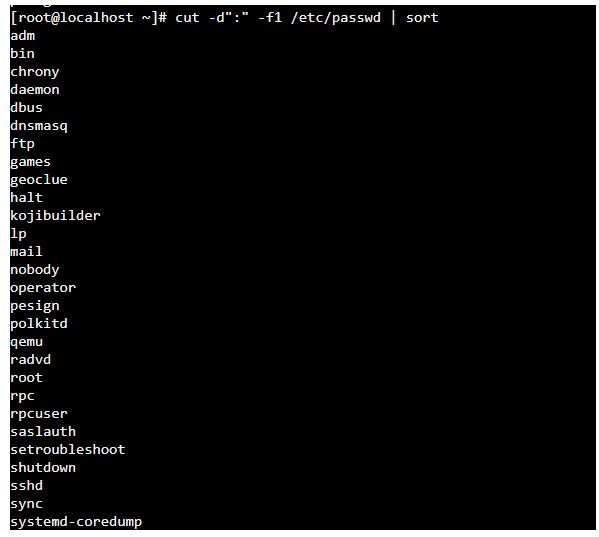 [root@localhost ~]# cut -d":" -f1 /etc/passwd | sort
adm
bin
chrony
daemon
dbus
dnsmasq
ftp
games
geoclue
halt
kojibuilder
lp
mail
nobody
operator
pesign
polkitd
qemu
radvd
root
rpc
rpcuser
saslauth
setroubleshoot
shutdown
sshd
sync
systemd-coredump